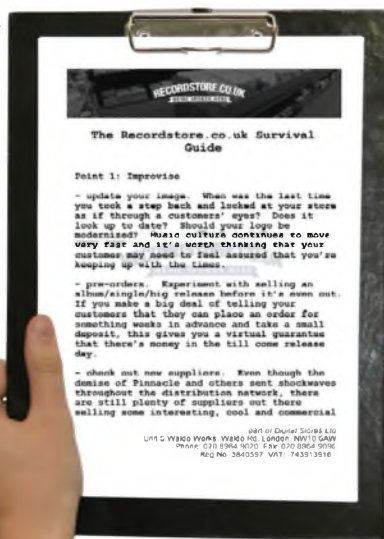 RECORDSTORE.CO.UK
The Recordstore.co.uk Survival
Guide
Point 1: Improvise
- update your image. When was the last time
you took a step back and looked at your store
as if through a customers' eyes? Does it
look up to date? Should your logo be
modernized? Music culture continues to move
very fast and it's worth thinking that your
customer may need to feel assured that you're
keeping up with the times.
- pre-orders. Experiment with selling an
album/single/big release before it's even out.
If you make a big deal of telling your
customers that they can place an order for
something weeks in advance and take a small
deposit, this gives you a virtual guarantee
that there's money in the till come release
day.
- check out new suppliers. Even though the
demise of Pinnacle and others sent shockwaves
throughout the distribution network, there
are still plenty of suppliers out there
selling some interesting, cool and commercial
part of Digital Stores Ltd
Unit 5 Waldo Works, Waldo Rd, London, NW10 6AW
Phone: 020 8964 9020 Fax: 020 8964 9090
Reg No. 3840597 VAT: 743913916